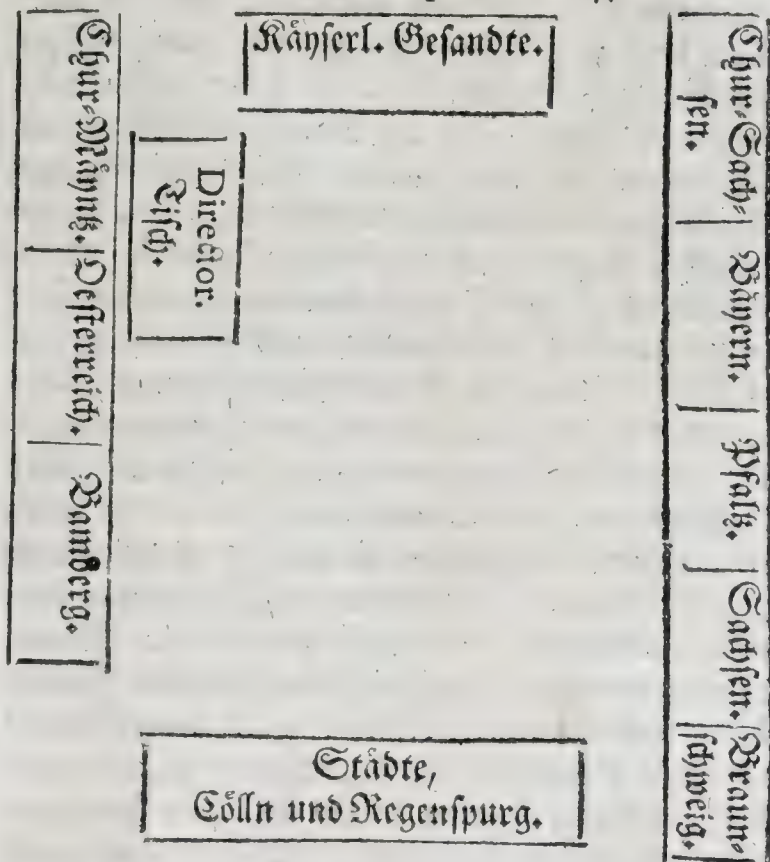 Käyserl. Gesandte.
Chur-Mäyntz. Oesterreich. Bamberg.
Director.
Tisch.
Chur-Sach-
sen.
Bäyern.
Pfaltz.
Sachsen.
Braun-
schweig.
Städte,
Cölln und Regenspurg.